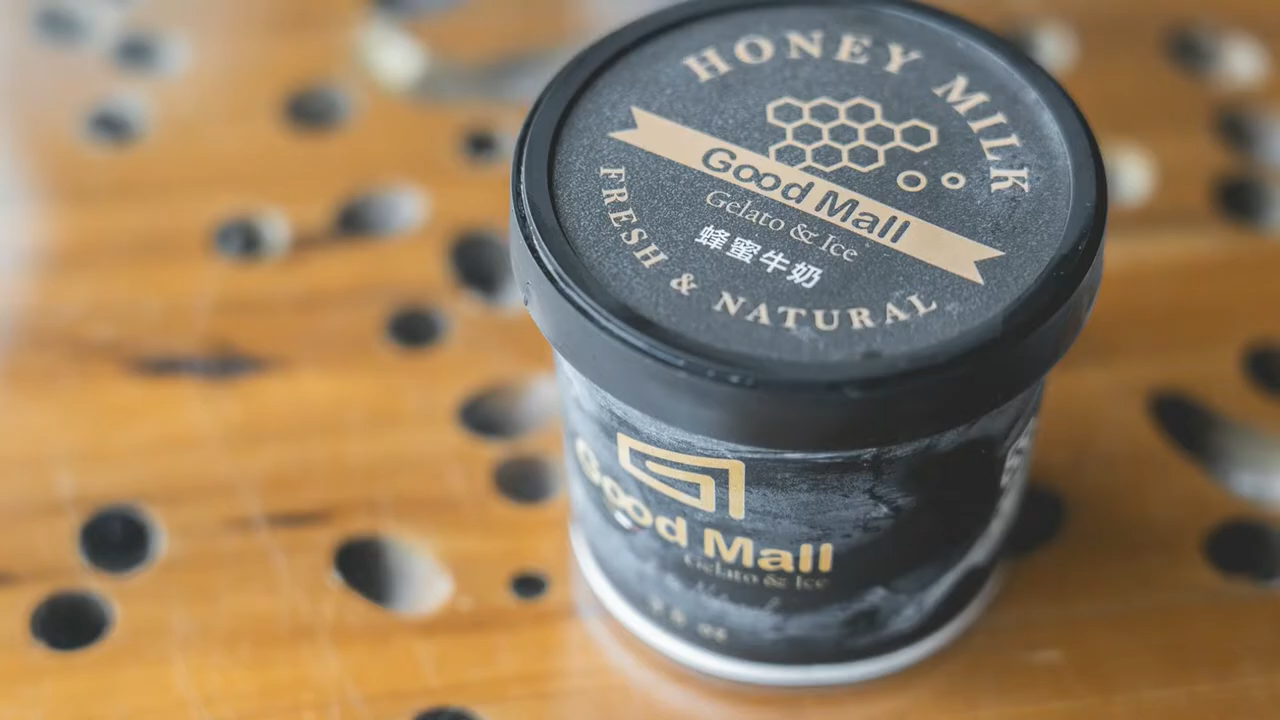 HONEY MILK
Good Mall
Gelato & Ice
蜂蜜牛奶
FRESH & NATURAL
Good Mall
Gelato & Ice